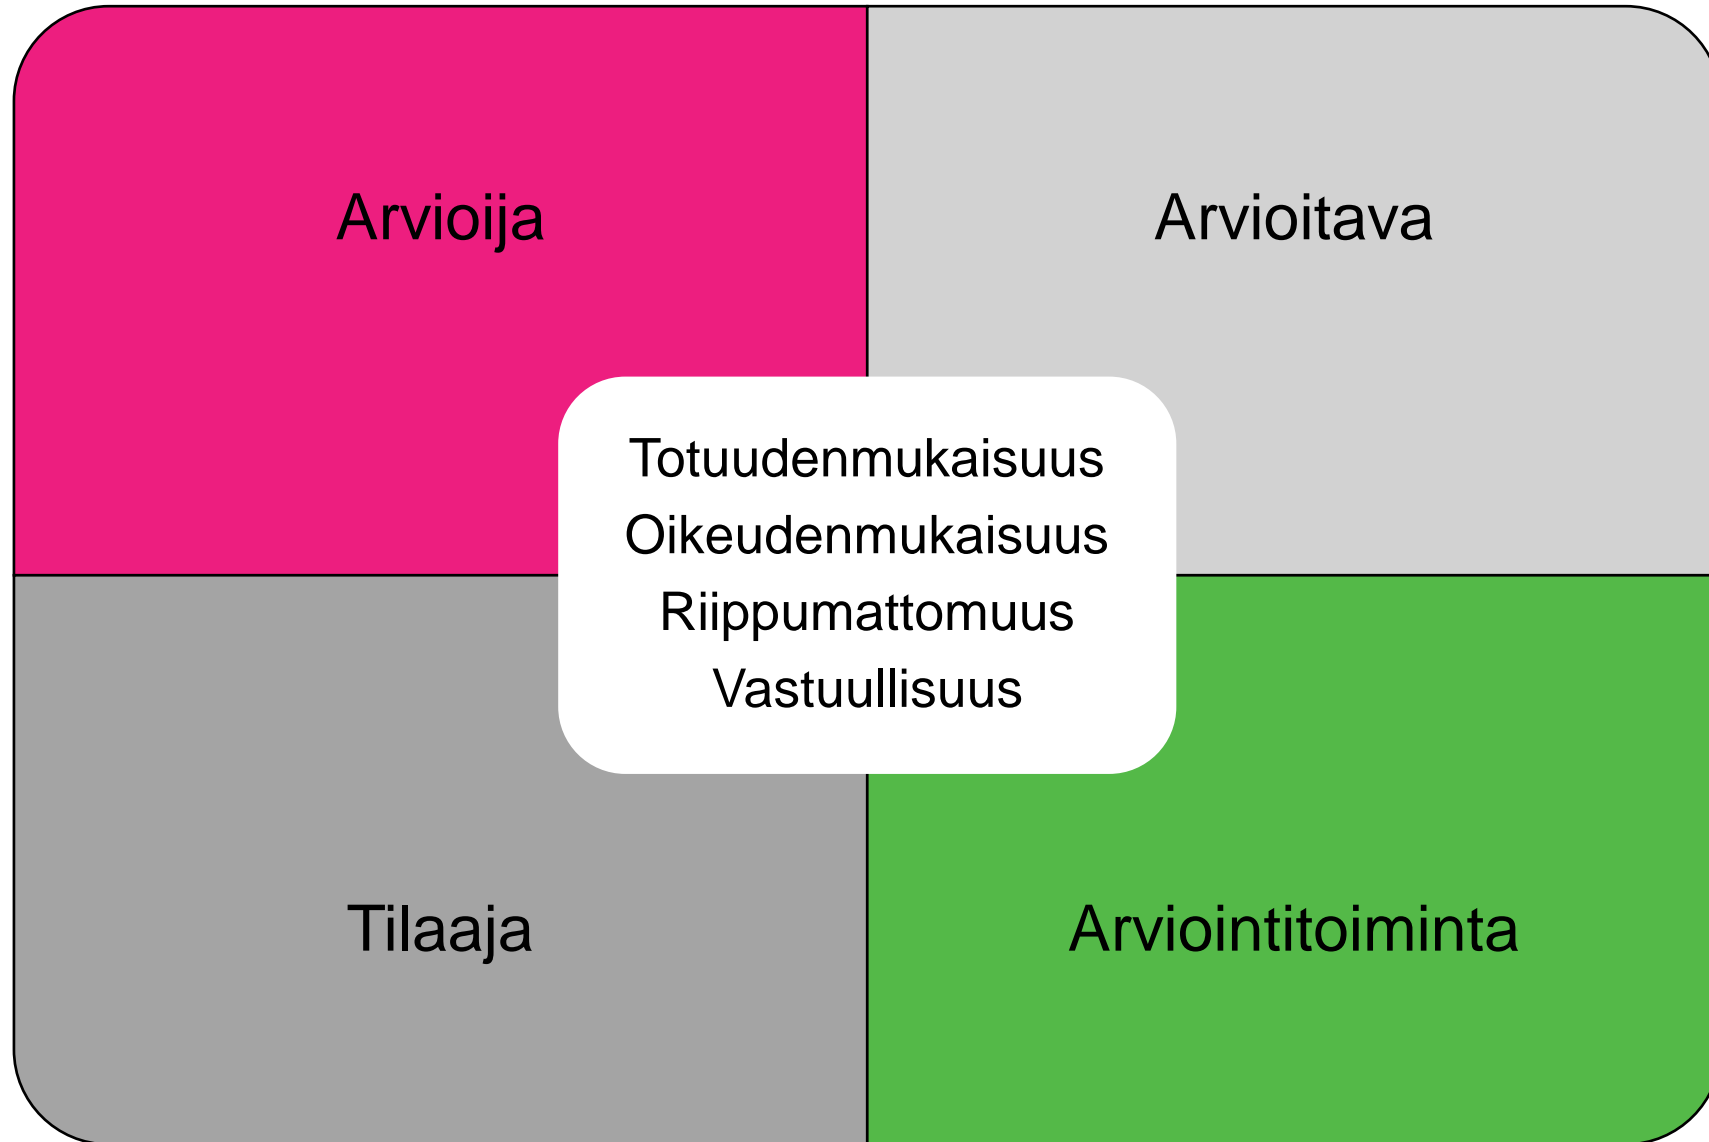 Arvioija
Arvioitava
Totuudenmukaisuus
Oikeudenmukaisuus
Riippumattomuus
Vastuullisuus
Tilaaja
Arviointitoiminta